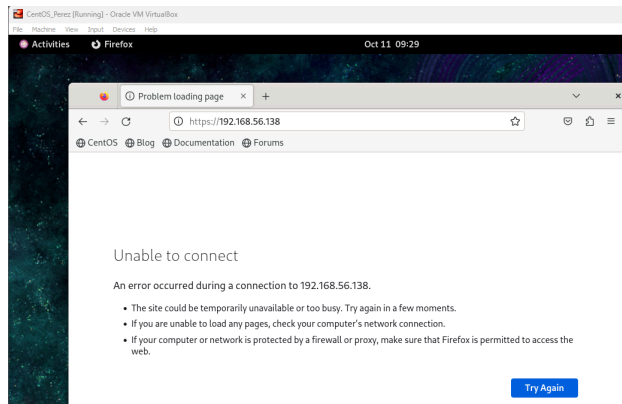 CentOS_Perez [Running] - Oracle VM VirtualBox
File Machine View Input Devices Help
Activities Firefox Oct 11 09:29
Problem loading page
https://192.168.56.138
CentOS Blog Documentation Forums
Unable to connect
An error occurred during a connection to 192.168.56.138.
• The site could be temporarily unavailable or too busy. Try again in a few moments.
• If you are unable to load any pages, check your computer's network connection.
• If your computer or network is protected by a firewall or proxy, make sure that Firefox is permitted to access the
web.
Try Again